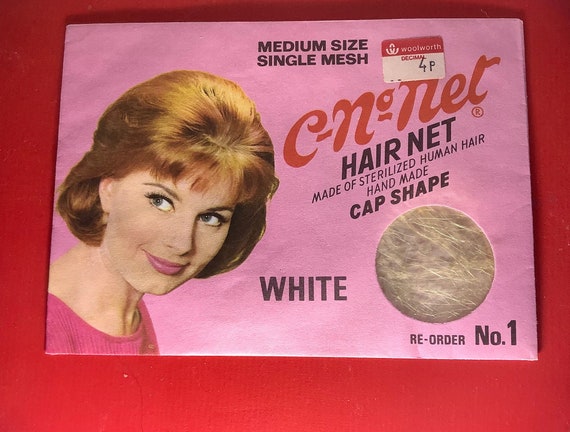 MEDIUM SIZE
SINGLE MESH
woolworth
DECIMAL
4P
C-No-net ®
HAIR NET
MADE OF STERILIZED HUMAN HAIR
HAND MADE
CAP SHAPE
WHITE
RE-ORDER No.1